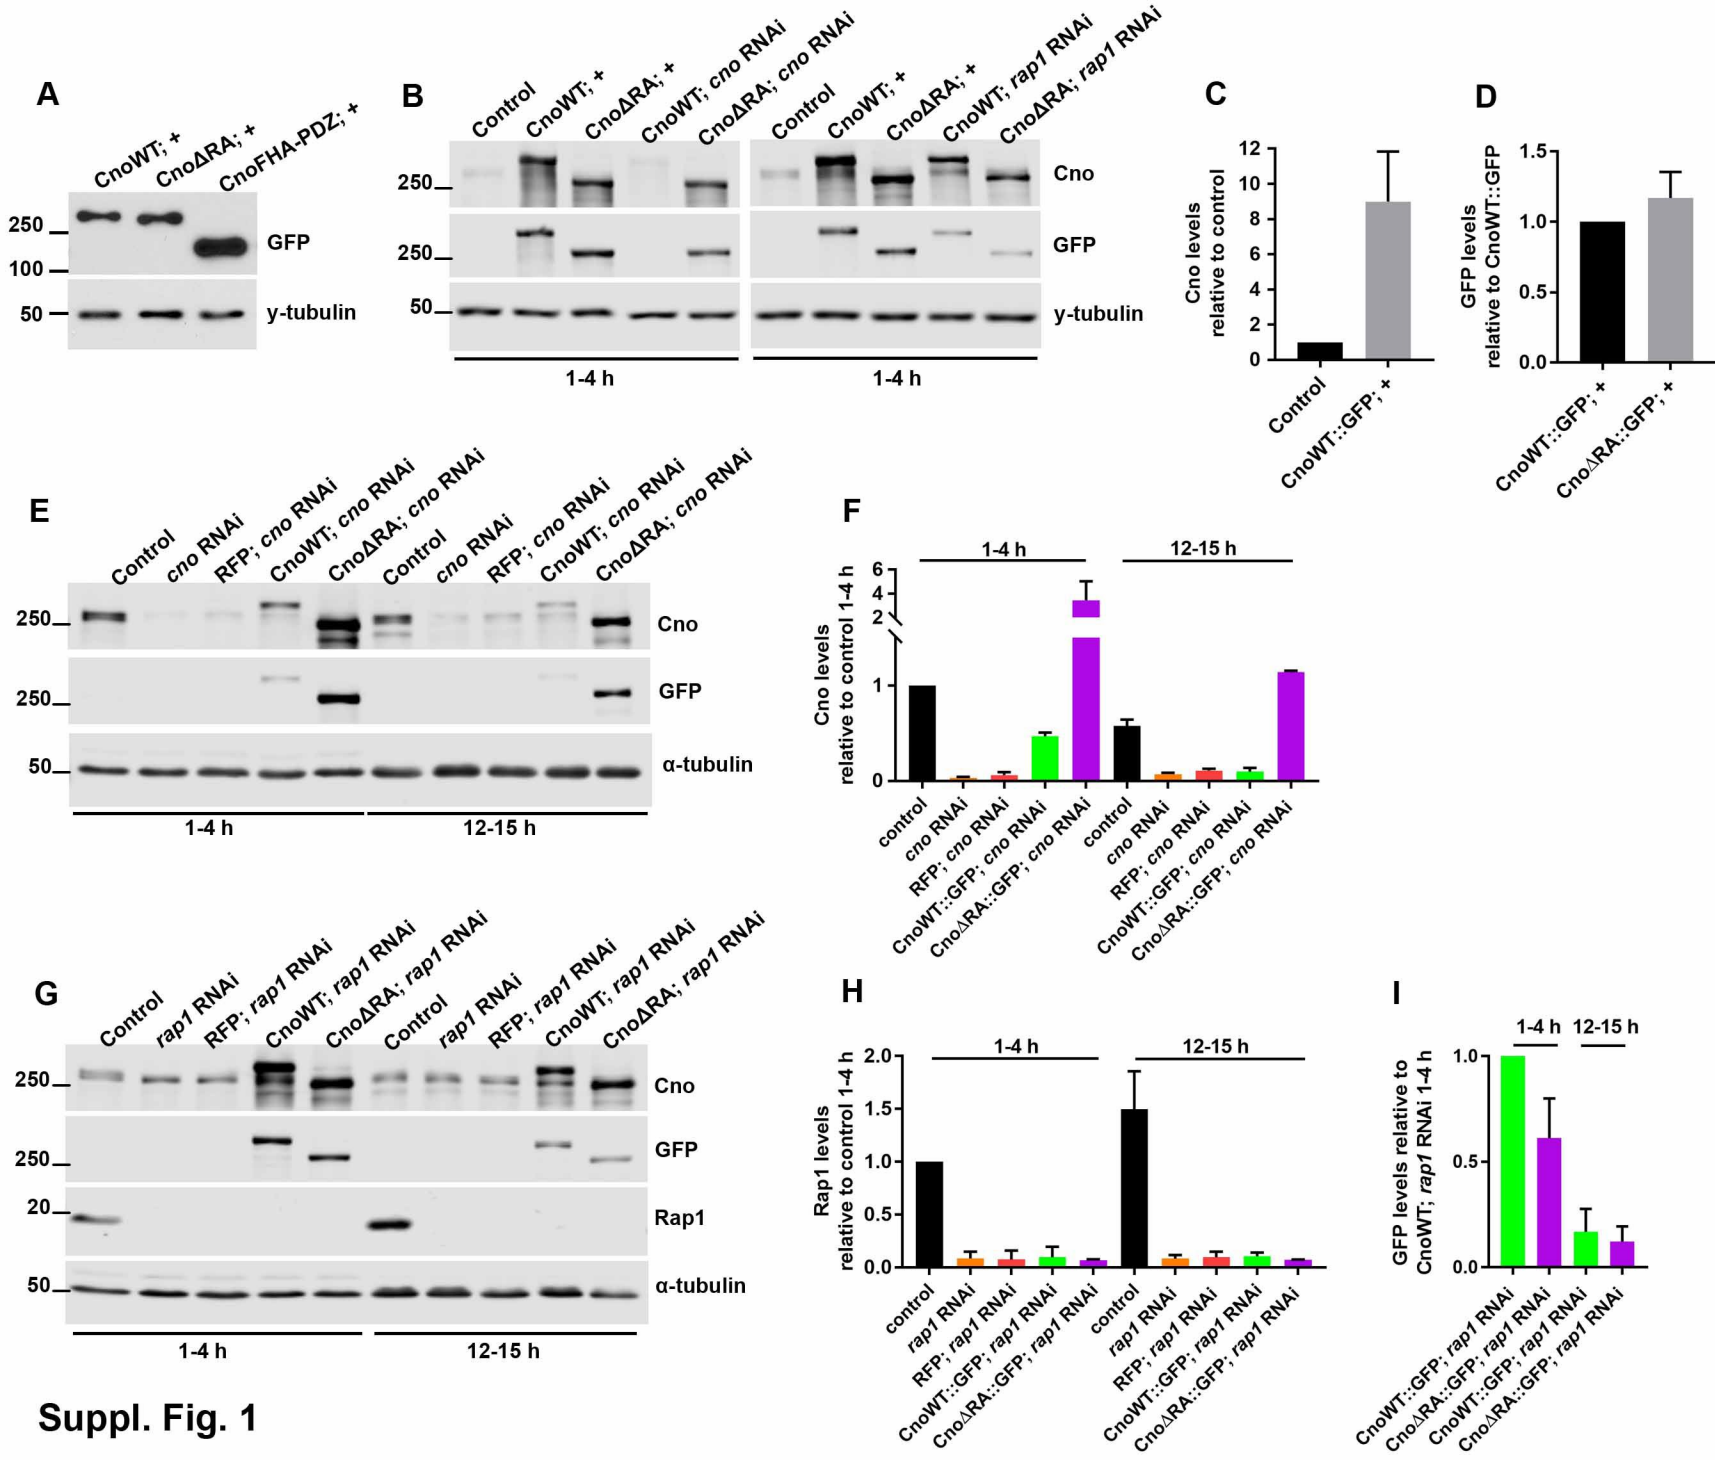 A
CnoWT; +
CnoΔRA; +
CnoFHA-PDZ; +
250
100
50
GFP
y-tubulin
B
Control
CnoWT; +
CnoΔRA; +
CnoWT; cno RNAi
CnoΔRA; cno RNAi
Control
CnoWT; +
CnoΔRA; +
CnoWT; rap1 RNAi
CnoΔRA; rap1 RNAi
250
Cno
250
GFP
50
y-tubulin
1-4 h
1-4 h
C
Cno levels
relative to control
12
10
8
6
4
2
0
Control
CnoWT::GFP; +
D
GFP levels
relative to CnoWT::GFP
1.5
1.0
0.5
0.0
CnoWT::GFP; +
CnoΔRA::GFP; +
E
Control
cno RNAi
RFP; cno RNAi
CnoWT; cno RNAi
CnoΔRA; cno RNAi
Control
cno RNAi
RFP; cno RNAi
CnoWT; cno RNAi
CnoΔRA; cno RNAi
250
Cno
250
GFP
50
α-tubulin
1-4 h
12-15 h
F
Cno levels
relative to control 1-4 h
1-4 h
12-15 h
6
4
2
1
0
control
cno RNAi
RFP; cno RNAi
CnoWT::GFP; cno RNAi
CnoΔRA::GFP; cno RNAi
control
cno RNAi
RFP; cno RNAi
CnoWT::GFP; cno RNAi
CnoΔRA::GFP; cno RNAi
G
Control
rap1 RNAi
RFP; rap1 RNAi
CnoWT; rap1 RNAi
CnoΔRA; rap1 RNAi
Control
rap1 RNAi
RFP; rap1 RNAi
CnoWT; rap1 RNAi
CnoΔRA; rap1 RNAi
250
Cno
250
GFP
20
Rap1
50
α-tubulin
1-4 h
12-15 h
H
Rap1 levels
relative to control 1-4 h
1-4 h
12-15 h
2.0
1.5
1.0
0.5
0.0
control
rap1 RNAi
RFP; rap1 RNAi
CnoWT::GFP; rap1 RNAi
CnoΔRA::GFP; rap1 RNAi
control
rap1 RNAi
RFP; rap1 RNAi
CnoWT::GFP; rap1 RNAi
CnoΔRA::GFP; rap1 RNAi
I
GFP levels relative to
CnoWT; rap1 RNAi 1-4 h
1-4 h
12-15 h
1.0
0.5
0.0
CnoWT::GFP; rap1 RNAi
CnoΔRA::GFP; rap1 RNAi
CnoWT::GFP; rap1 RNAi
CnoΔRA::GFP; rap1 RNAi
Suppl. Fig. 1